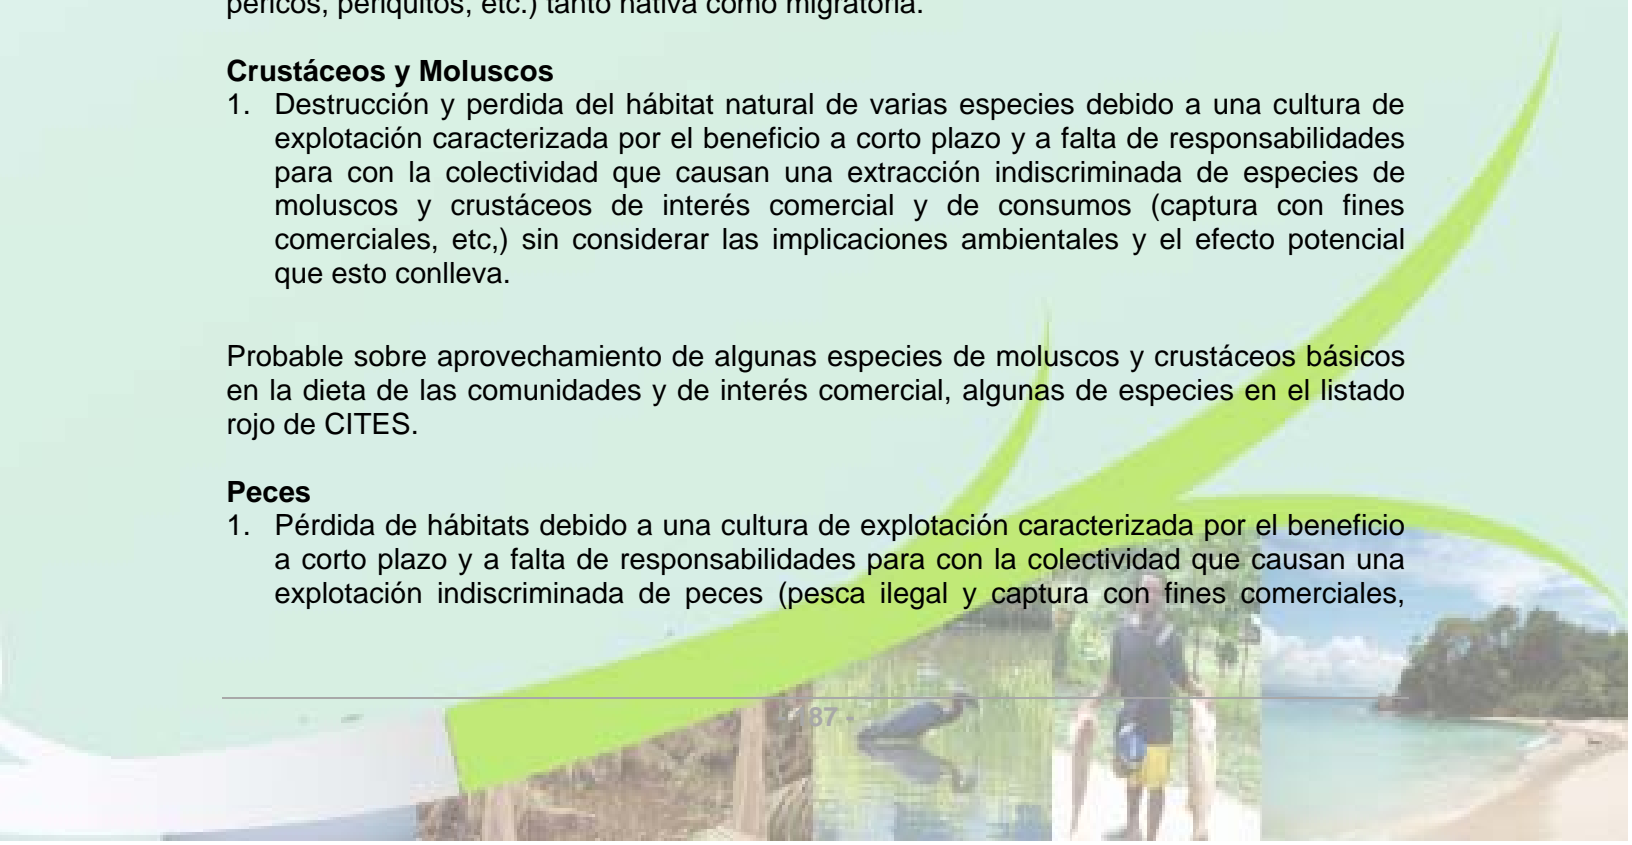 pericos, periquitos, etc.) tanto nativa como migratoria.
Crustáceos y Moluscos
1. Destrucción y perdida del hábitat natural de varias especies debido a una cultura de
explotación caracterizada por el beneficio a corto plazo y a falta de responsabilidades
para con la colectividad que causan una extracción indiscriminada de especies de
moluscos y crustáceos de interés comercial y de consumos (captura con fines
comerciales, etc,) sin considerar las implicaciones ambientales y el efecto potencial
que esto conlleva.
Probable sobre aprovechamiento de algunas especies de moluscos y crustáceos básicos
en la dieta de las comunidades y de interés comercial, algunas de especies en el listado
rojo de CITES.
Peces
1. Pérdida de hábitats debido a una cultura de explotación caracterizada por el beneficio
a corto plazo y a falta de responsabilidades para con la colectividad que causan una
explotación indiscriminada de peces (pesca ilegal y captura con fines comerciales,
- 187 -